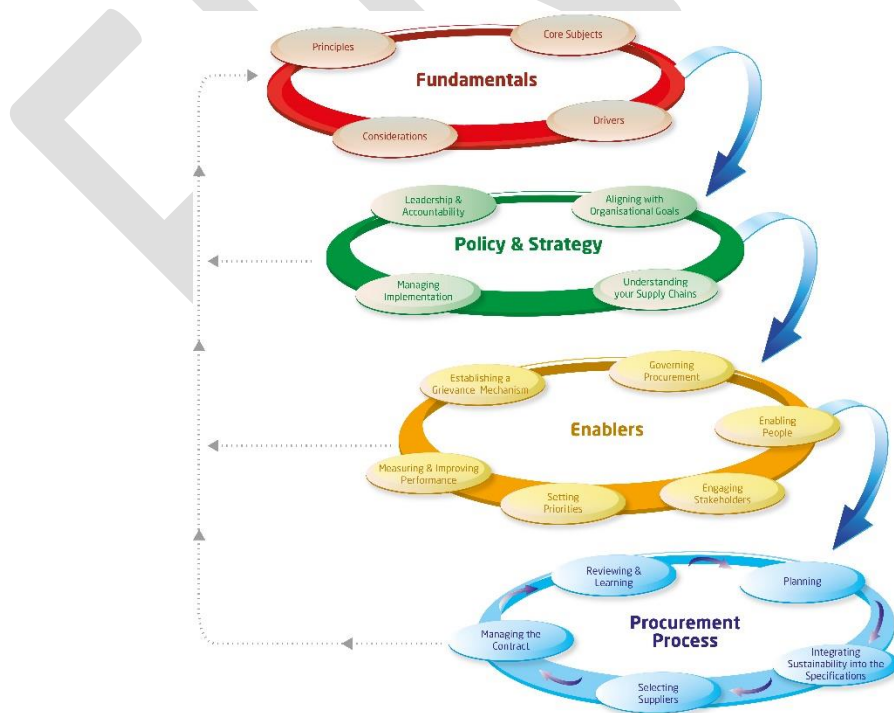 Principles
Core Subjects
Fundamentals
Considerations
Drivers
Leadership &
Accountability
Aligning with
Organisational Goals
Policy & Strategy
Managing
Implementation
Understanding
your Supply Chains
Establishing a
Grievance Mechanism
Governing
Procurement
Enablers
Enabling
People
Measuring & Improving
Performance
Setting
Priorities
Engaging
Stakeholders
Reviewing &
Learning
Planning
Procurement
Process
Managing the
Contract
Integrating
Sustainability into the
Specifications
Selecting
Suppliers